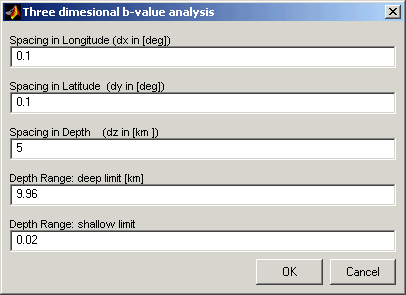 Three dimesional b-value analysis
Spacing in Longitude (dx in [deg])
0.1
Spacing in Latitude (dy in [deg])
0.1
Spacing in Depth (dz in [km ])
5
Depth Range: deep limit [km]
9.96
Depth Range: shallow limit
0.02
OK Cancel